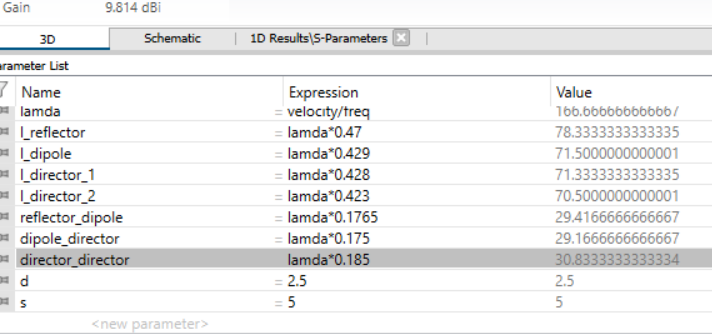 Gain 9.814 dBi
3D Schematic 1D Results\S-Parameters
arameter List
Name Expression Value
lamda = velocity/freq 166.666666666667
l_reflector = lamda*0.47 78.3333333333335
l_dipole = lamda*0.429 71.5000000000001
l_director_1 = lamda*0.428 71.3333333333335
l_director_2 = lamda*0.423 70.5000000000001
reflector_dipole = lamda*0.1765 29.4166666666667
dipole_director = lamda*0.175 29.1666666666667
director_director lamda*0.185 30.8333333333334
d = 2.5 2.5
s = 5 5
<new parameter>